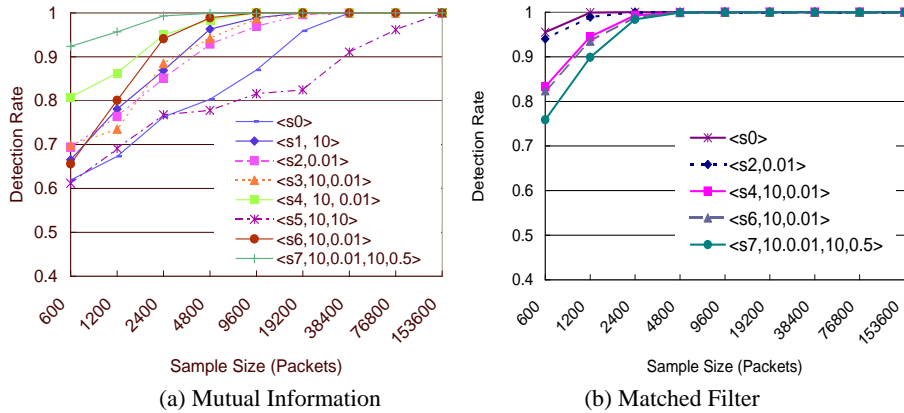 1
0.9
0.8
0.7
0.6
0.5
0.4
Detection Rate
<s0>
<s1, 10>
<s2,0.01>
<s3,10,0.01>
<s4, 10, 0.01>
<s5,10,10>
<s6,10,0.01>
<s7,10,0.01,10,0.5>
600
1200
2400
4800
9600
19200
38400
76800
153600
Sample Size (Packets)
(a) Mutual Information
1
0.9
0.8
0.7
0.6
0.5
0.4
Detection Rate
<s0>
<s2,0.01>
<s4,10,0.01>
<s6,10,0.01>
<s7,10,0.01,10,0.5>
600
1200
2400
4800
9600
19200
38400
76800
153600
Sample Size (Packets)
(b) Matched Filter